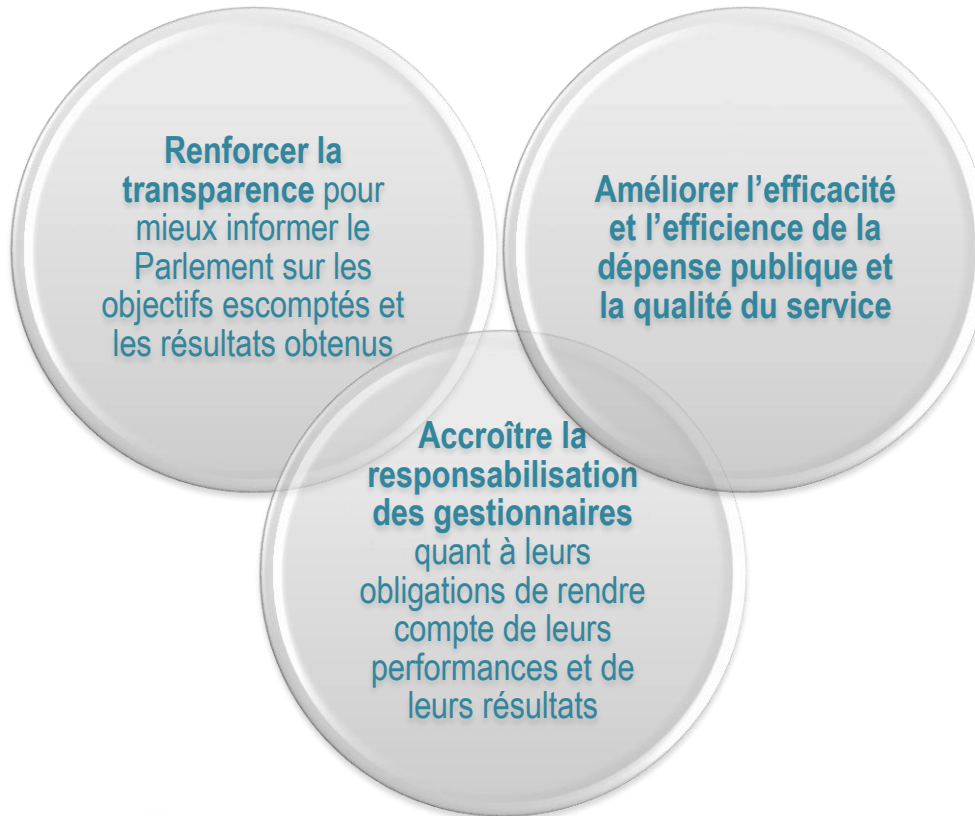 Renforcer la
transparence pour
mieux informer le
Parlement sur les
objectifs escomptés et
les résultats obtenus
Améliorer l’efficacité
et l’efficience de la
dépense publique et
la qualité du service
Accroître la
responsabilisation
des gestionnaires
quant à leurs
obligations de rendre
compte de leurs
performances et de
leurs résultats